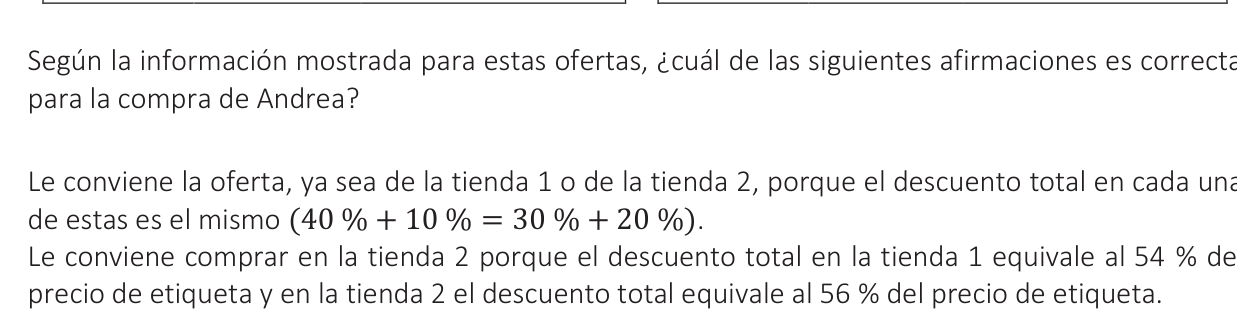 Según la información mostrada para estas ofertas, ¿cuál de las siguientes afirmaciones es correcta
para la compra de Andrea?
Le conviene la oferta, ya sea de la tienda 1 o de la tienda 2, porque el descuento total en cada una
de estas es el mismo (40 % + 10 % = 30 % + 20 %).
Le conviene comprar en la tienda 2 porque el descuento total en la tienda 1 equivale al 54 % de
precio de etiqueta y en la tienda 2 el descuento total equivale al 56 % del precio de etiqueta.